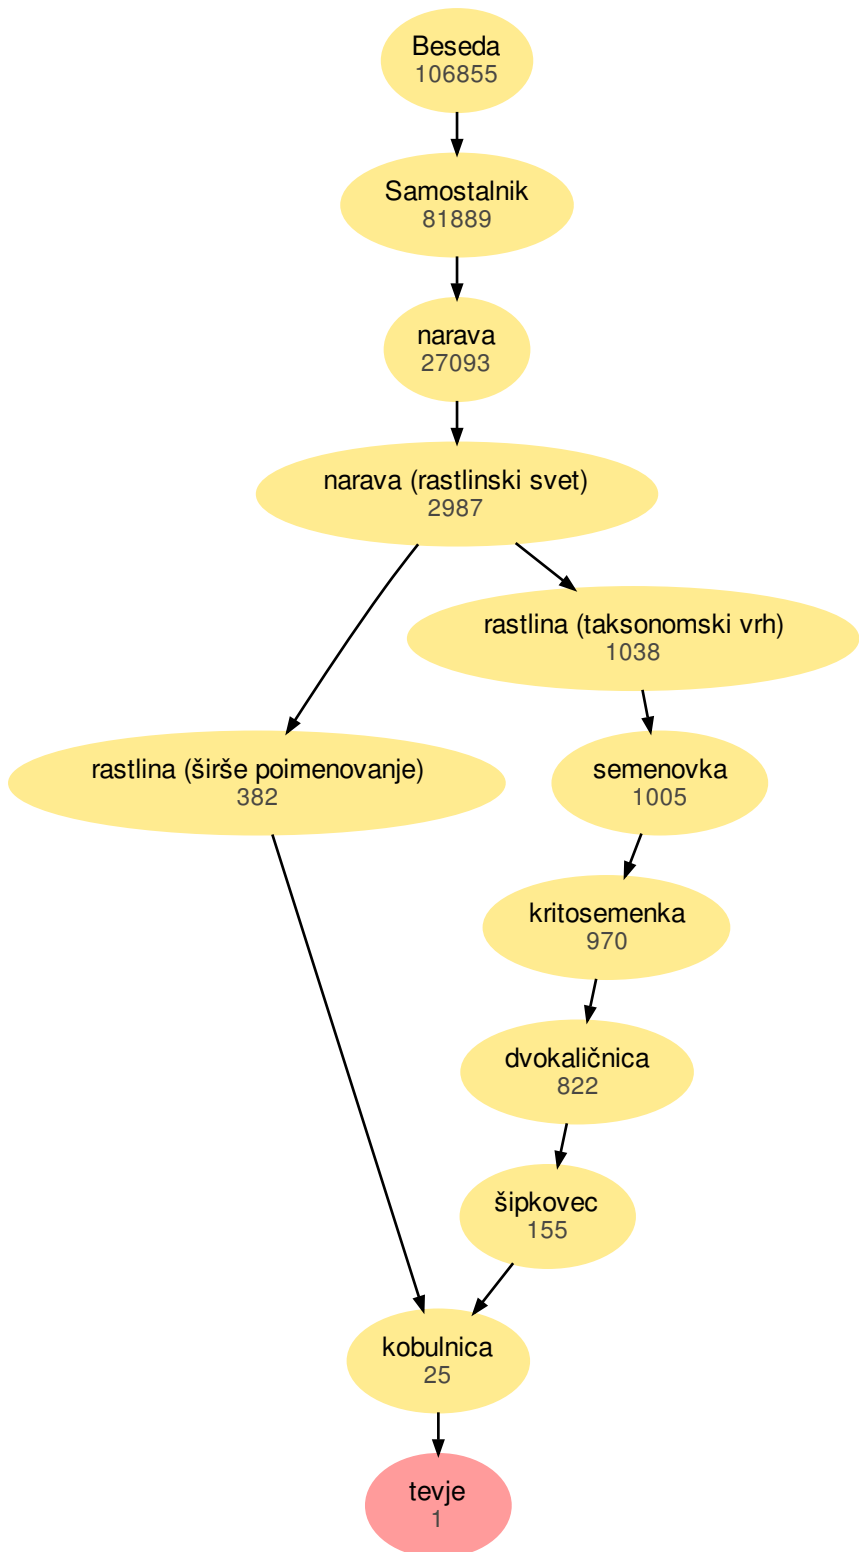 Beseda
106855
Samostalnik
81889
narava
27093
narava (rastlinski svet)
2987
rastlina (taksonomski vrh)
1038
rastlina (širše poimenovanje)
382
semenovka
1005
kritosemenka
970
dvokaličnica
822
šipkovec
155
kobulnica
25
tevje
1